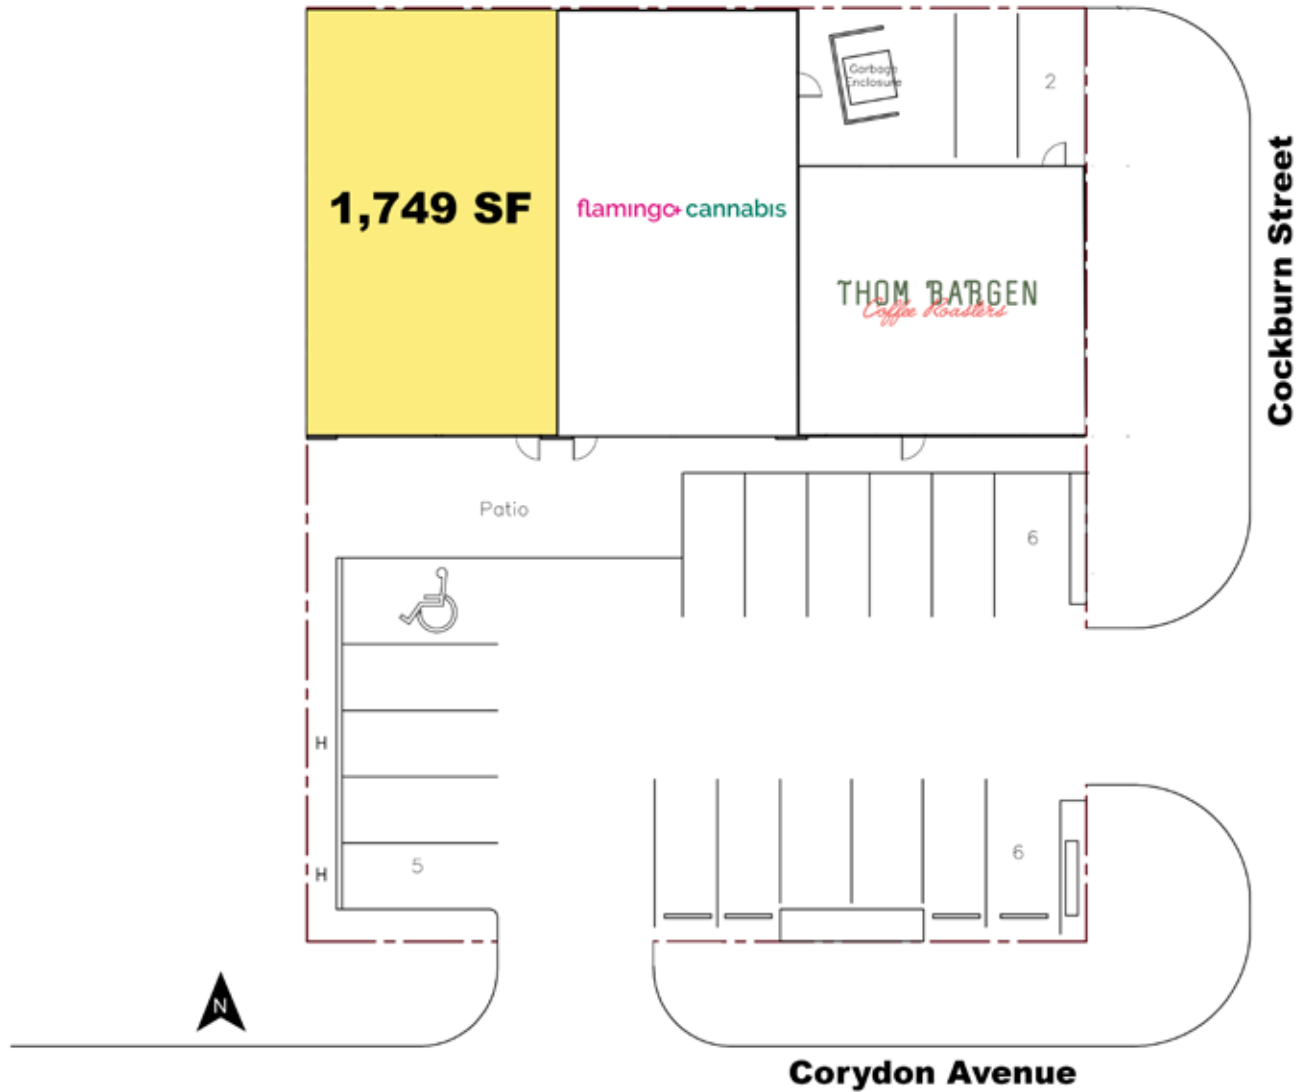 Garbage
Enclosure
2
1,749 SF
flamingo+ cannabis
THOM BARGEN
Coffee Roasters
Cockburn Street
Patio
6
H
H
5
6
N
Corydon Avenue